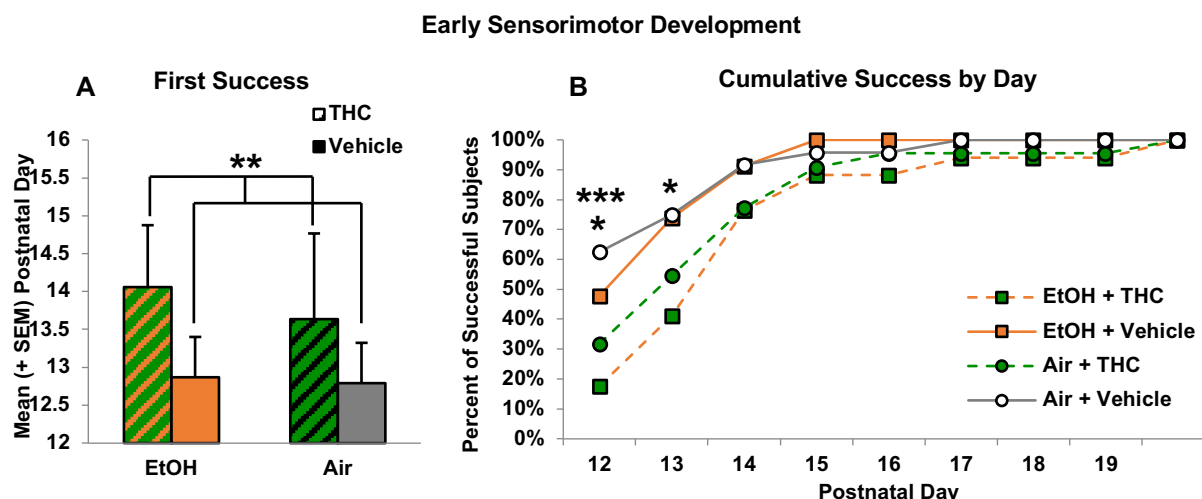 Early Sensorimotor Development
A
First Success
THC
Vehicle
Mean (+ SEM) Postnatal Day
16
15.5
15
14.5
14
13.5
13
12.5
12
**
EtOH
Air
B
Cumulative Success by Day
Percent of Successful Subjects
100%
90%
80%
70%
60%
50%
40%
30%
20%
10%
0%
***
*
*
EtOH + THC
EtOH + Vehicle
Air + THC
Air + Vehicle
12
13
14
15
16
17
18
19
Postnatal Day